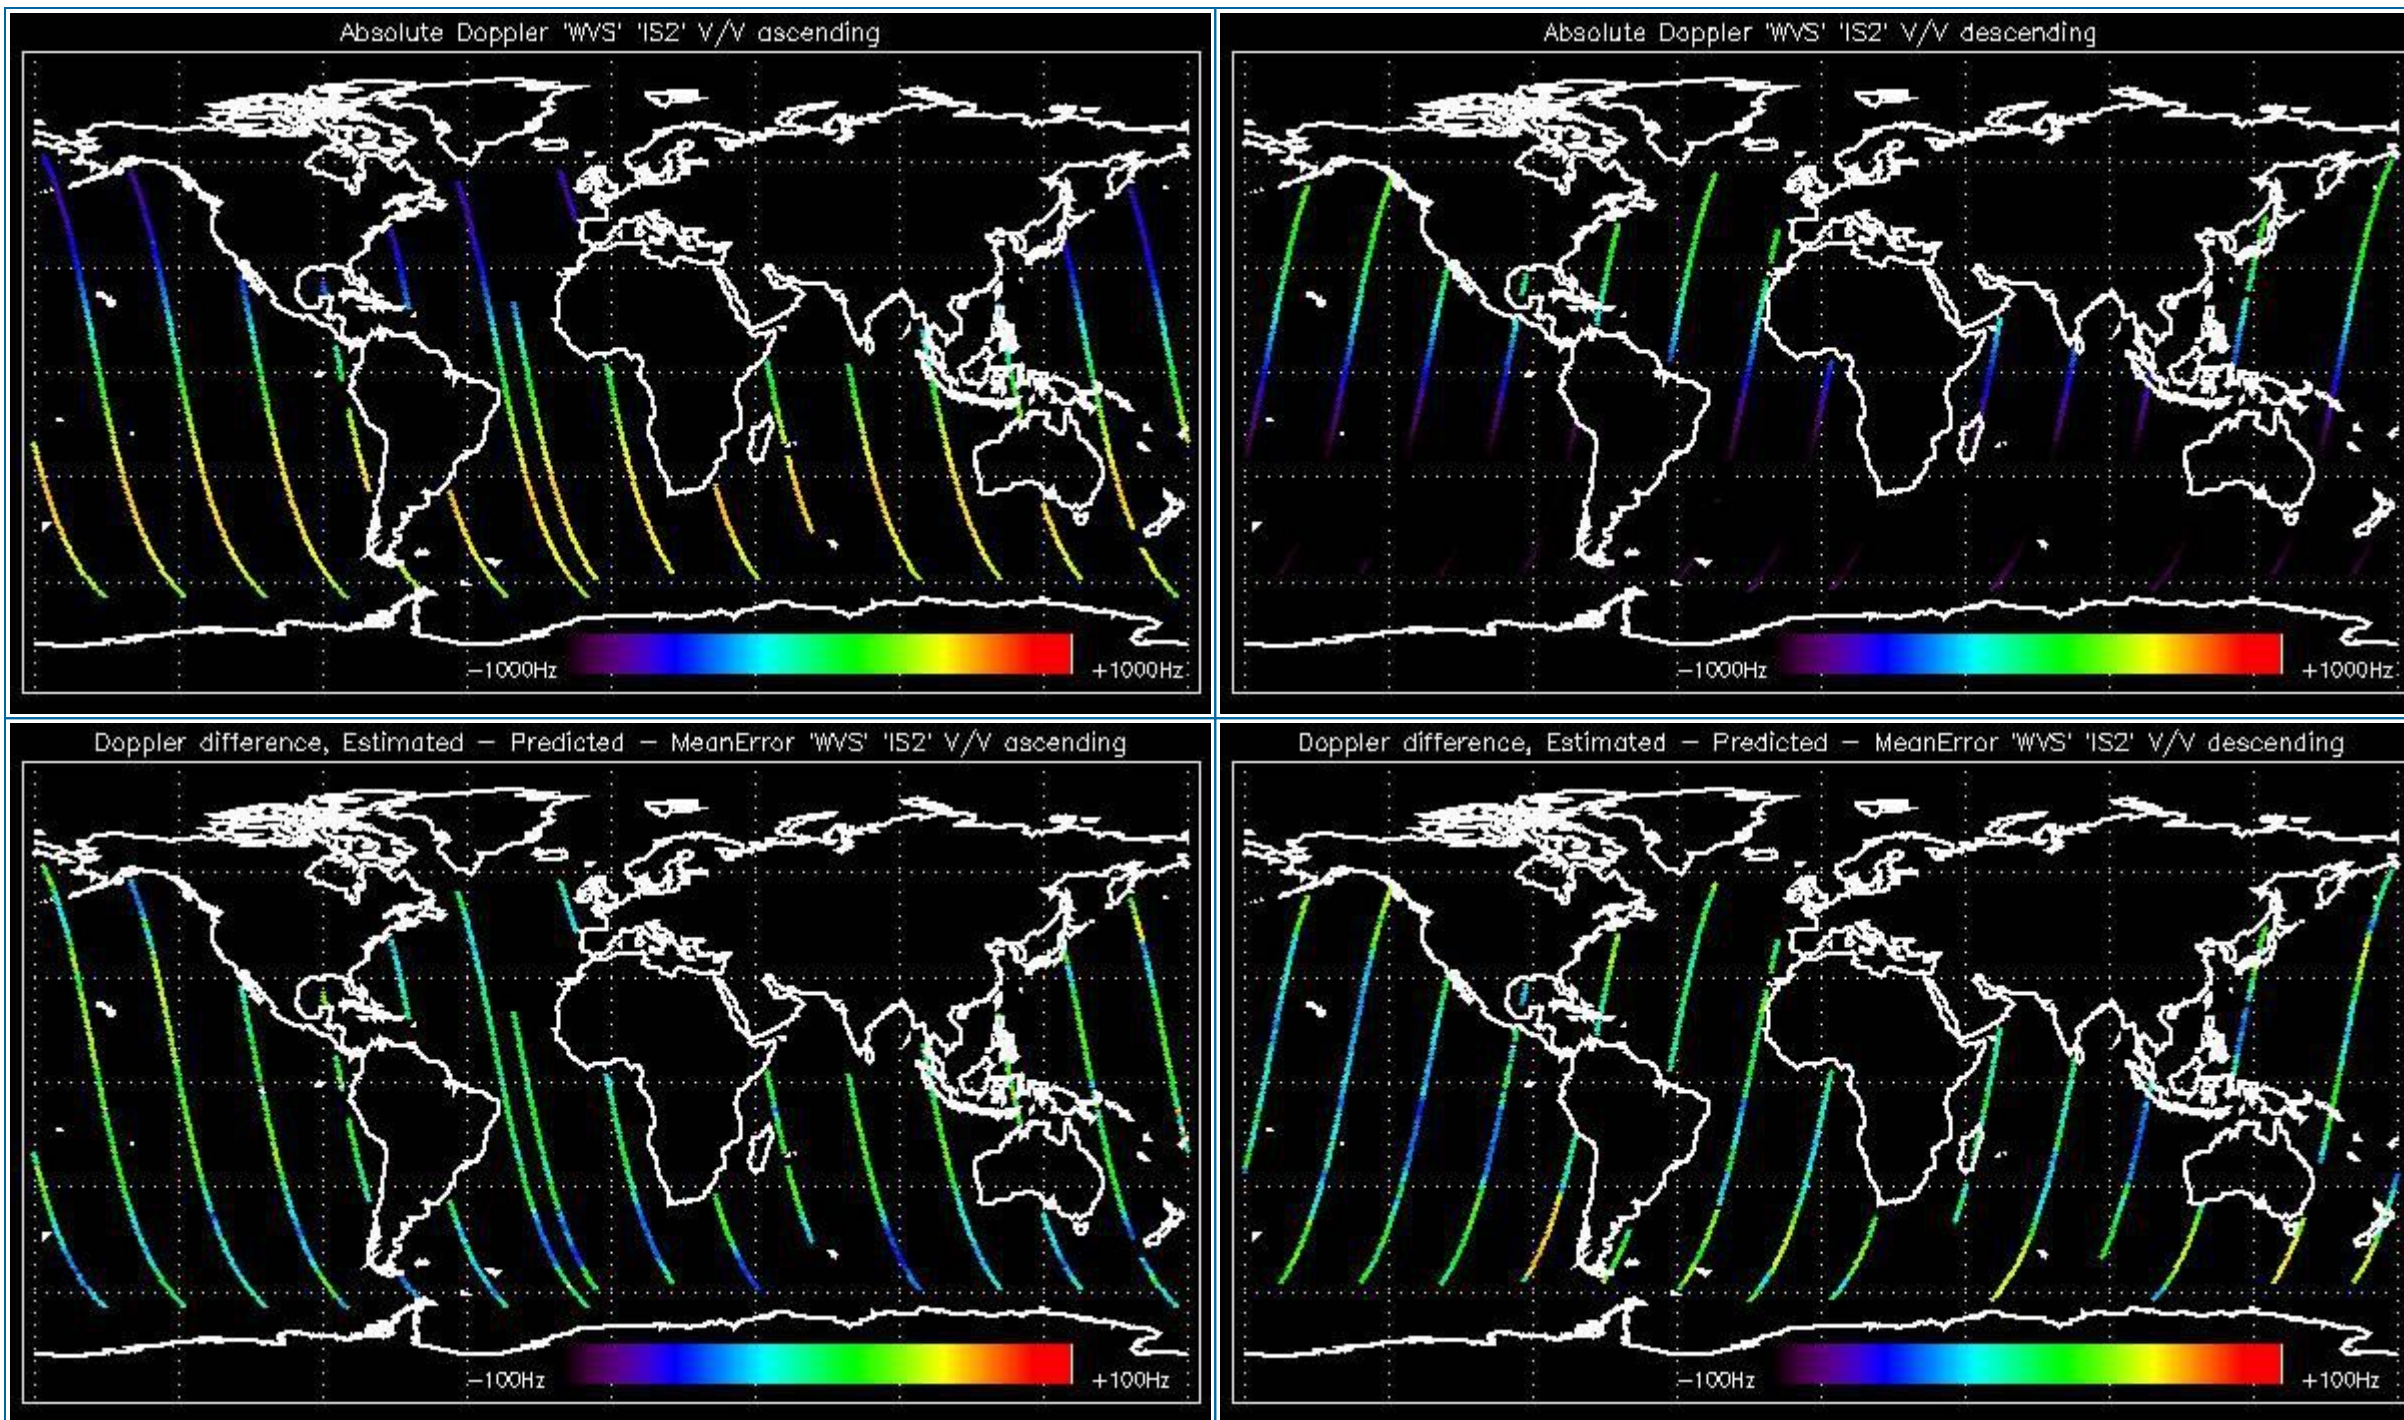 Absolute Doppler 'WVS' 'IS2' V/V ascending
−1000Hz
+1000Hz
Absolute Doppler 'WVS' 'IS2' V/V descending
−1000Hz
+1000Hz
Doppler difference, Estimated − Predicted − MeanError 'WVS' 'IS2' V/V ascending
−100Hz
+100Hz
Doppler difference, Estimated − Predicted − MeanError 'WVS' 'IS2' V/V descending
−100Hz
+100Hz